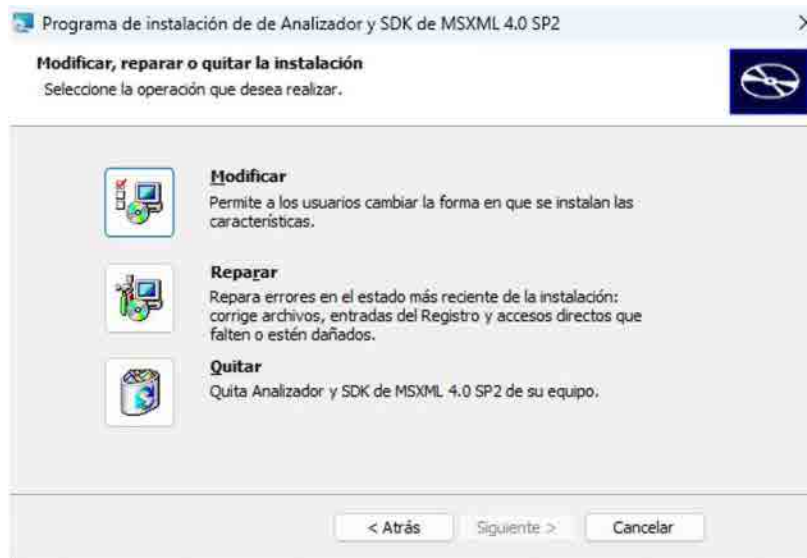 Programa de instalación de de Analizador y SDK de MSXML 4.0 SP2
Modificar, reparar o quitar la instalación
Seleccione la operación que desea realizar.
Modificar
Permite a los usuarios cambiar la forma en que se instalan las
características.
Reparar
Repara errores en el estado más reciente de la instalación:
corrige archivos, entradas del Registro y accesos directos que
falten o estén dañados.
Quitar
Quita Analizador y SDK de MSXML 4.0 SP2 de su equipo.
< Atrás
Siguiente >
Cancelar